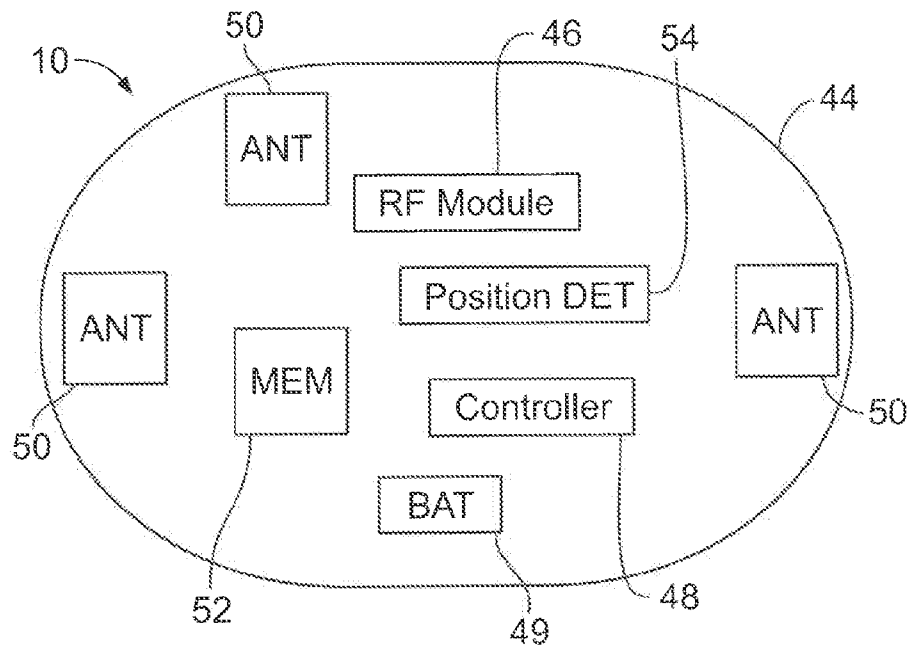 50
46
54
10
44
ANT
RF Module
Position DET
ANT
ANT
MEM
Controller
50
50
BAT
52
49
48